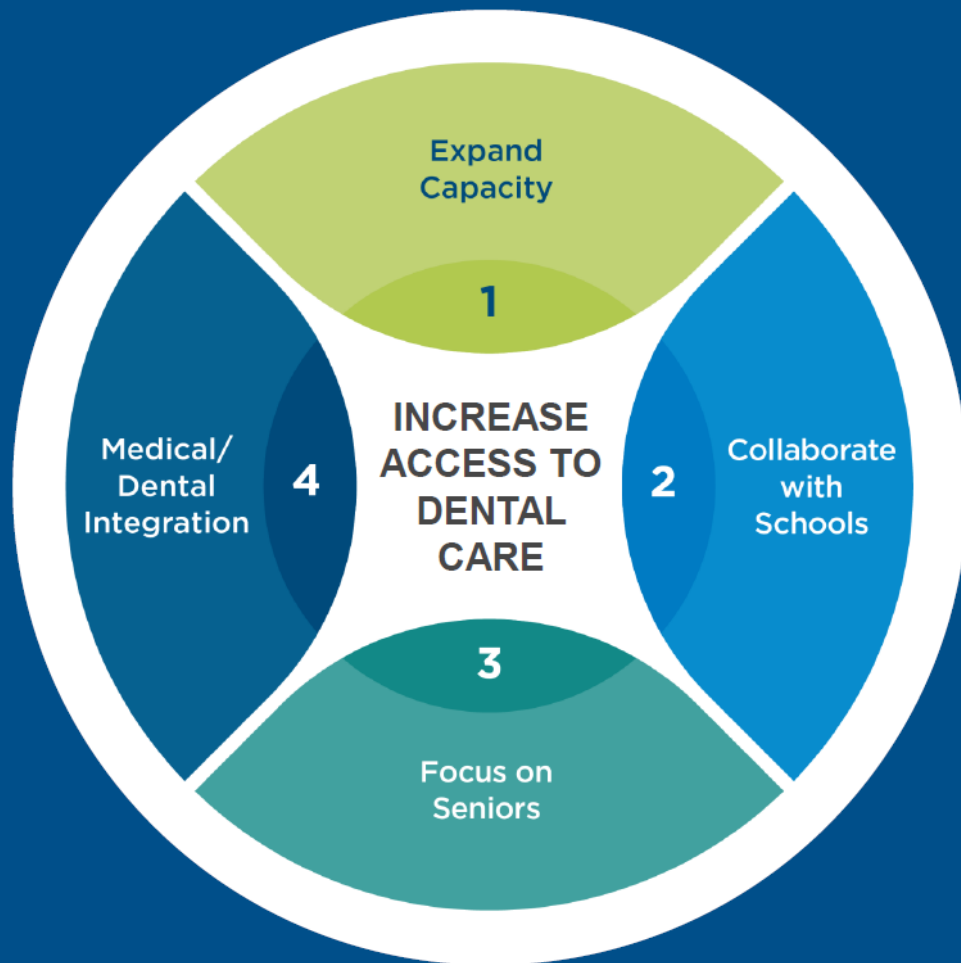 Expand
Capacity
1
INCREASE
ACCESS TO
DENTAL
CARE
2
Collaborate
with
Schools
3
Focus on
Seniors
4
Medical/
Dental
Integration